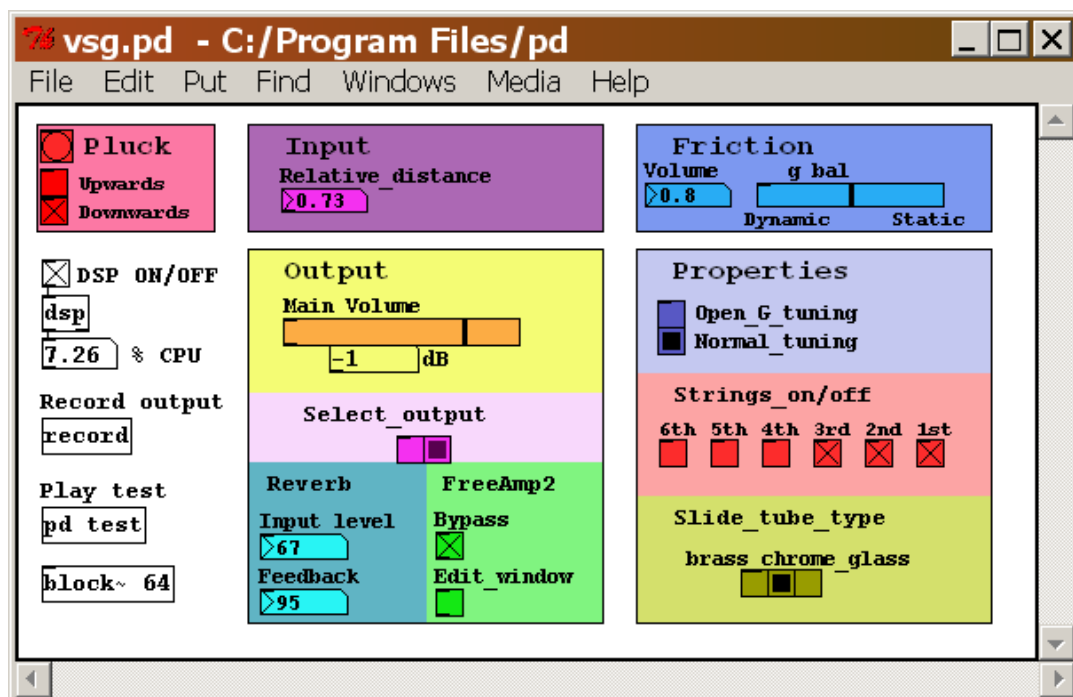 vsg.pd - C:/Program Files/pd
File Edit Put Find Windows Media Help
Pluck
Upwards
Downwards
Input
Relative_distance
0.73
Friction
Volume g bal
0.8
Dynamic Static
DSP ON/OFF
dsp
7.26 % CPU
Record output
record
Play test
pd test
block~ 64
Output
Main Volume
-1 dB
Select_output
Reverb
Input level
67
Feedback
95
FreeAmp2
Bypass
Edit_window
Properties
Open_G_tuning
Normal_tuning
Strings_on/off
6th 5th 4th 3rd 2nd 1st
Slide_tube_type
brass chrome_glass